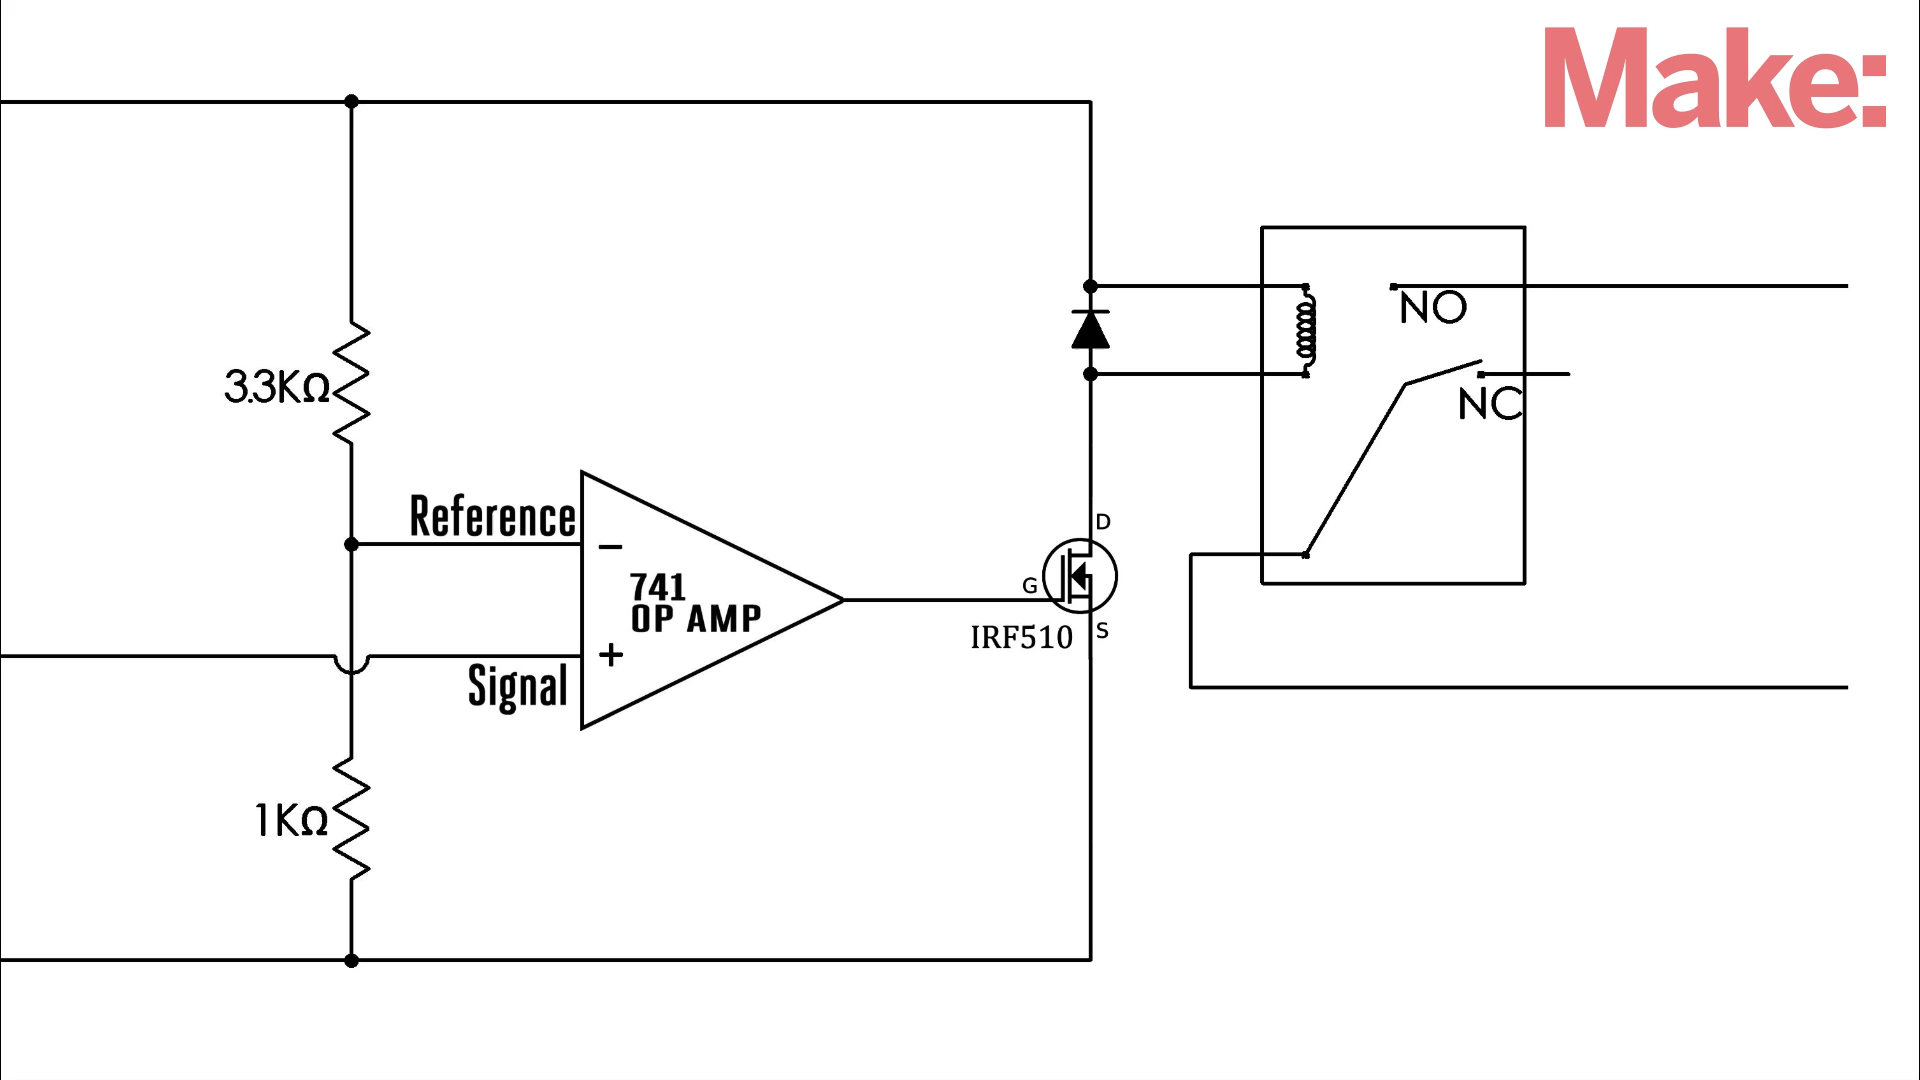 Make:
NO
NC
3.3KΩ
Reference
−
741
OP AMP
+
Signal
D
G
IRF510
S
1KΩ